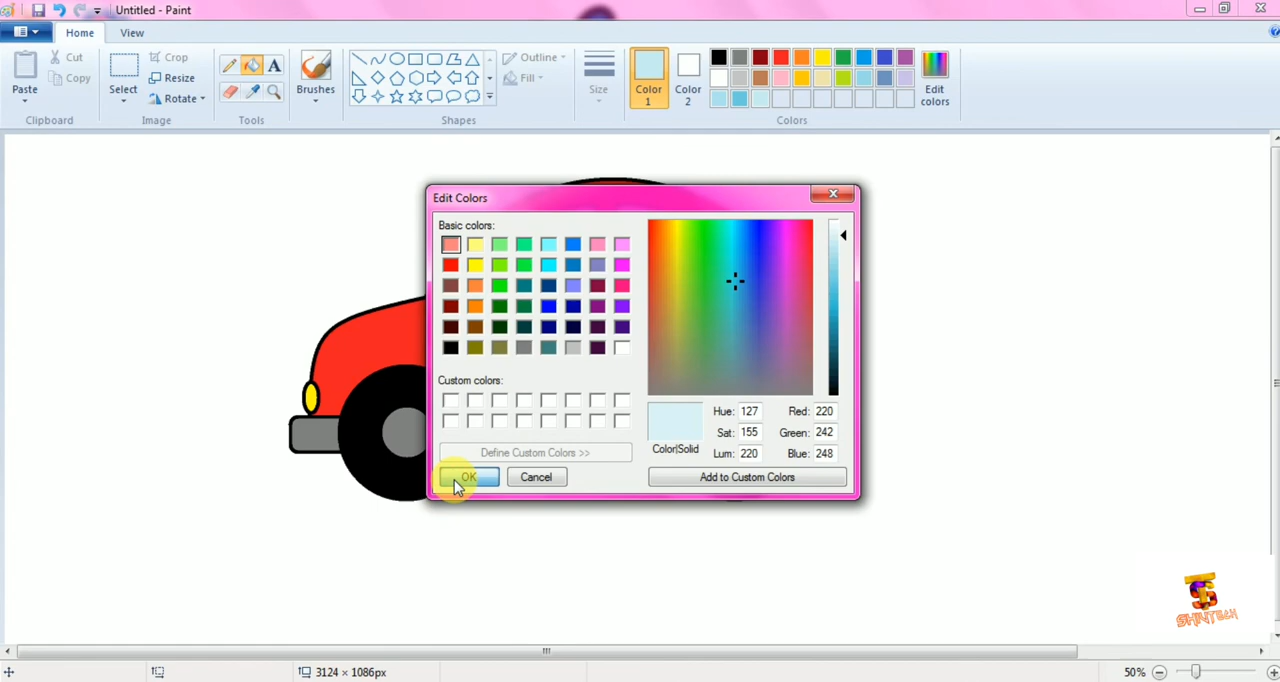 Untitled - Paint
Home
View
Paste
Cut
Copy
Clipboard
Select
Crop
Resize
Rotate
Image
A
Tools
Brushes
Outline
Fill
Shapes
Size
Color 1
Color 2
Edit colors
Colors
Edit Colors
Basic colors:
Custom colors:
Define Custom Colors >>
OK
Cancel
Color|Solid
Hue: 127
Sat: 155
Lum: 220
Red: 220
Green: 242
Blue: 248
Add to Custom Colors
SHINTECH
3124 × 1086px
50%